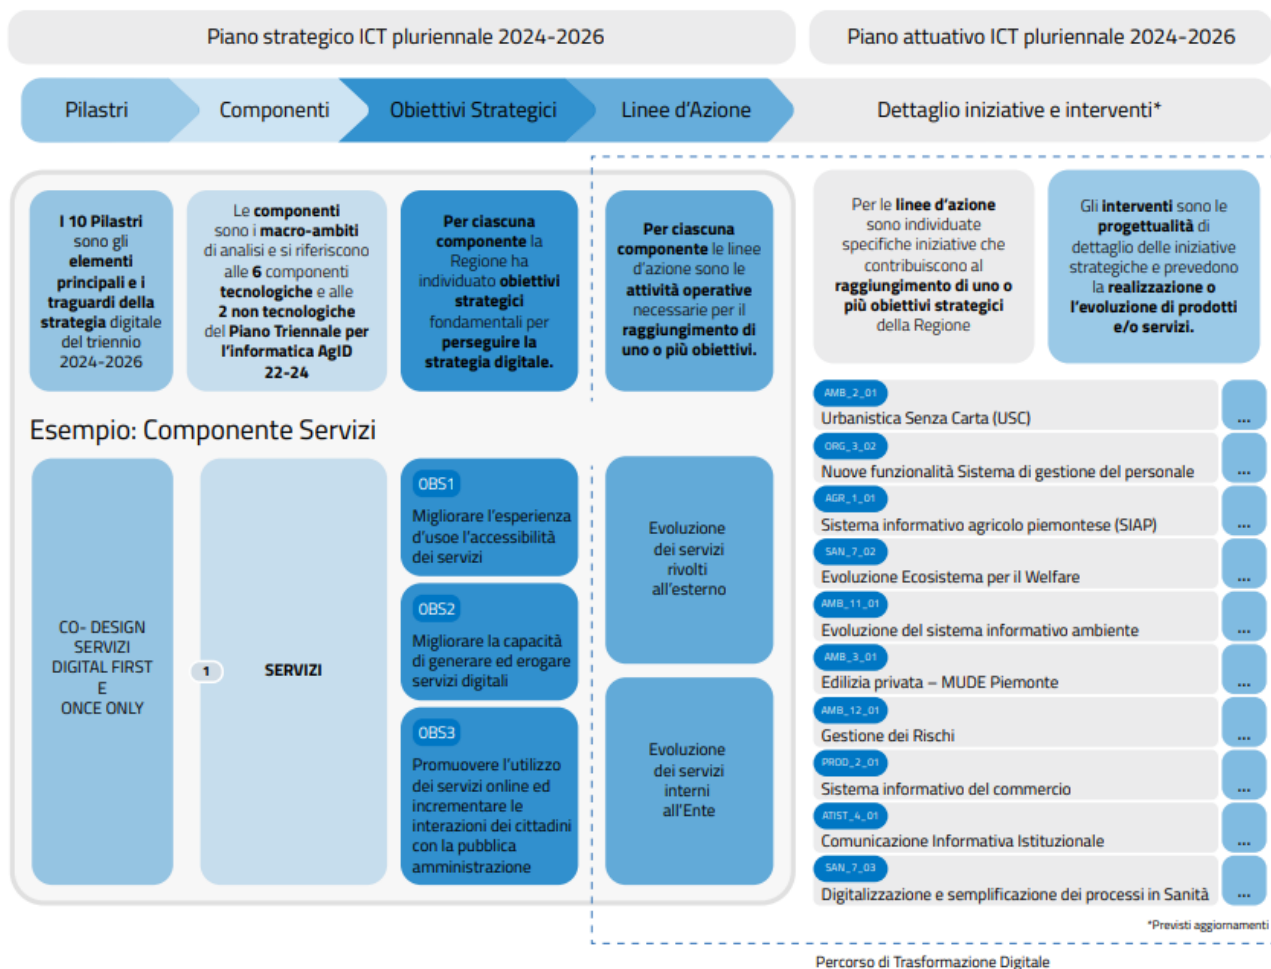 Piano strategico ICT pluriennale 2024-2026
Piano attuativo ICT pluriennale 2024-2026
Pilastri
Componenti
Obiettivi Strategici
Linee d'Azione
Dettaglio iniziative e interventi*
I 10 Pilastri
sono gli
elementi
principali e i
traguardi della
strategia digitale
del triennio
2024-2026
Le componenti
sono i macro-ambiti
di analisi e si riferiscono
alle 6 componenti
tecnologiche e alle
2 non tecnologiche
del Piano Triennale per
l'informatica AgID
22-24
Per ciascuna
componente la
Regione ha
individuato obiettivi
strategici
fondamentali per
perseguire la
strategia digitale.
Per ciascuna
componente le linee
d'azione sono le
attività operative
necessarie per il
raggiungimento di
uno o più obiettivi.
Per le linee d'azione
sono individuate
specifiche iniziative che
contribuiscono al
raggiungimento di uno o
più obiettivi strategici
della Regione
Gli interventi sono le
progettualità di
dettaglio delle iniziative
strategiche e prevedono
la realizzazione o
l'evoluzione di prodotti
e/o servizi.
Esempio: Componente Servizi
CO- DESIGN
SERVIZI
DIGITAL FIRST
E
ONCE ONLY
1
SERVIZI
OBS1
Migliorare l'esperienza
d'usoe l'accessibilità
dei servizi
OBS2
Migliorare la capacità
di generare ed erogare
servizi digitali
OBS3
Promuovere l'utilizzo
dei servizi online ed
incrementare le
interazioni dei cittadini
con la pubblica
amministrazione
Evoluzione
dei servizi
rivolti
all'esterno
Evoluzione
dei servizi
interni
all'Ente
AMB_2_01
Urbanistica Senza Carta (USC)
...
ORG_3_02
Nuove funzionalità Sistema di gestione del personale
...
AGR_1_01
Sistema informativo agricolo piemontese (SIAP)
...
SAN_7_02
Evoluzione Ecosistema per il Welfare
...
AMB_11_01
Evoluzione del sistema informativo ambiente
...
AMB_3_01
Edilizia privata – MUDE Piemonte
...
AMB_12_01
Gestione dei Rischi
...
PROD_2_01
Sistema informativo del commercio
...
ATIST_4_01
Comunicazione Informativa Istituzionale
...
SAN_7_03
Digitalizzazione e semplificazione dei processi in Sanità
...
*Previsti aggiornamenti
Percorso di Trasformazione Digitale